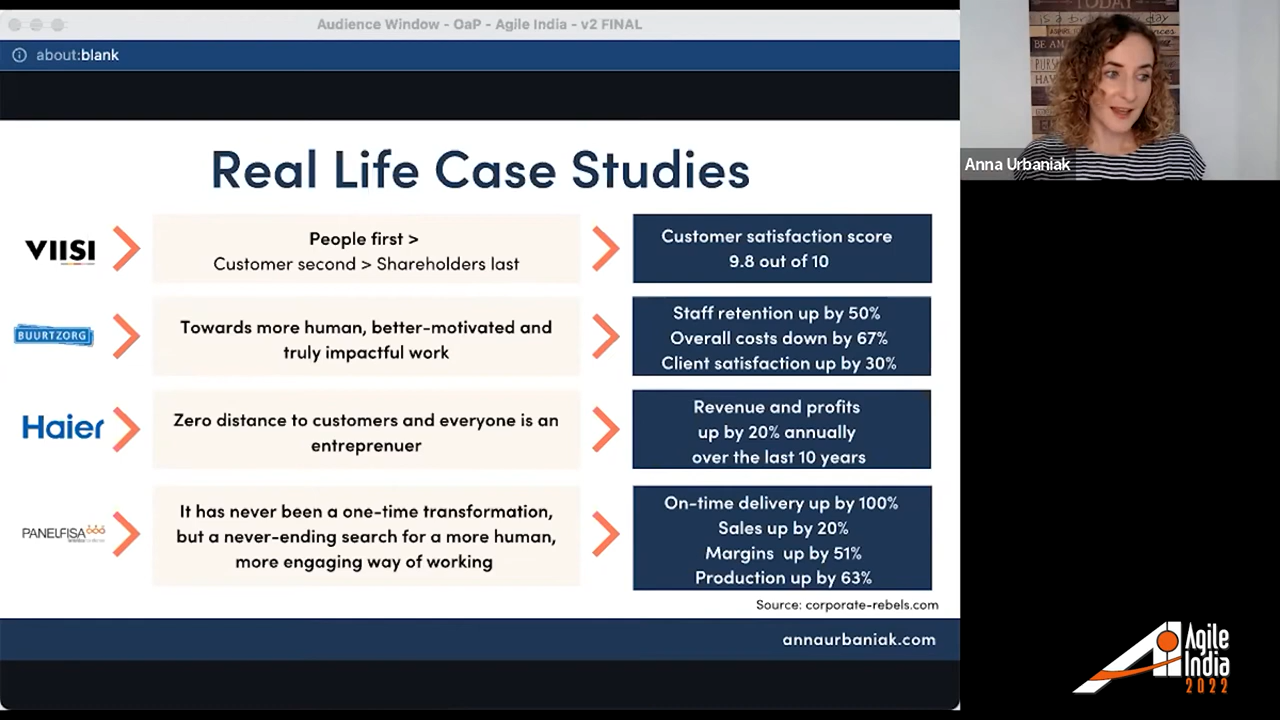 Audience Window - OaP - Agile India - v2 FINAL
about:blank
Real Life Case Studies
VIISI
People first >
Customer second > Shareholders last
Customer satisfaction score
9.8 out of 10
BUURTZORG
Towards more human, better-motivated and
truly impactful work
Staff retention up by 50%
Overall costs down by 67%
Client satisfaction up by 30%
Haier
Zero distance to customers and everyone is an
entreprenuer
Revenue and profits
up by 20% annually
over the last 10 years
PANELFISA
It has never been a one-time transformation,
but a never-ending search for a more human,
more engaging way of working
On-time delivery up by 100%
Sales up by 20%
Margins up by 51%
Production up by 63%
Source: corporate-rebels.com
annaurbaniak.com
TODAY
Anna Urbaniak
Agile
India
2022